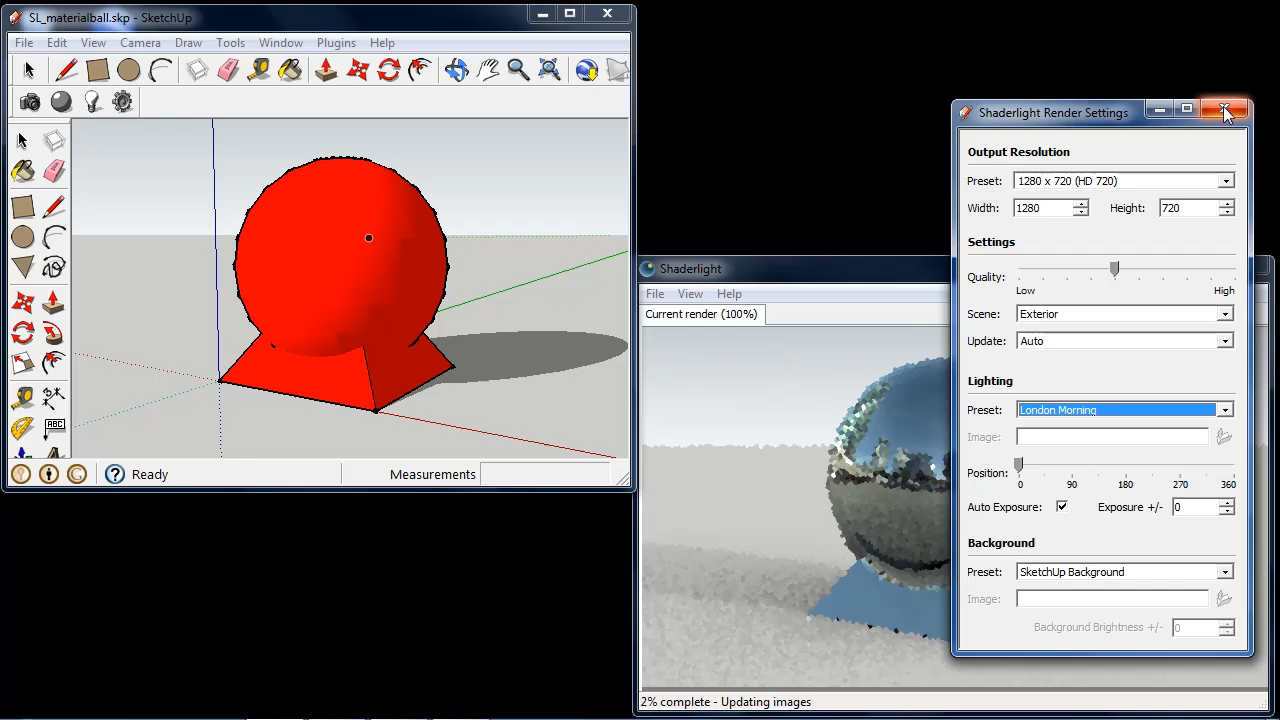 SL_materialball.skp - SketchUp
File Edit View Camera Draw Tools Window Plugins Help
ABC
Ready
Measurements
Shaderlight
File View Help
Current render (100%)
2% complete - Updating images
Shaderlight Render Settings
Output Resolution
Preset: 1280 x 720 (HD 720)
Width: 1280 Height: 720
Settings
Quality:
Low High
Scene: Exterior
Update: Auto
Lighting
Preset: London Morning
Image:
Position:
0 90 180 270 360
Auto Exposure: Exposure +/- 0
Background
Preset: SketchUp Background
Image:
Background Brightness +/- 0